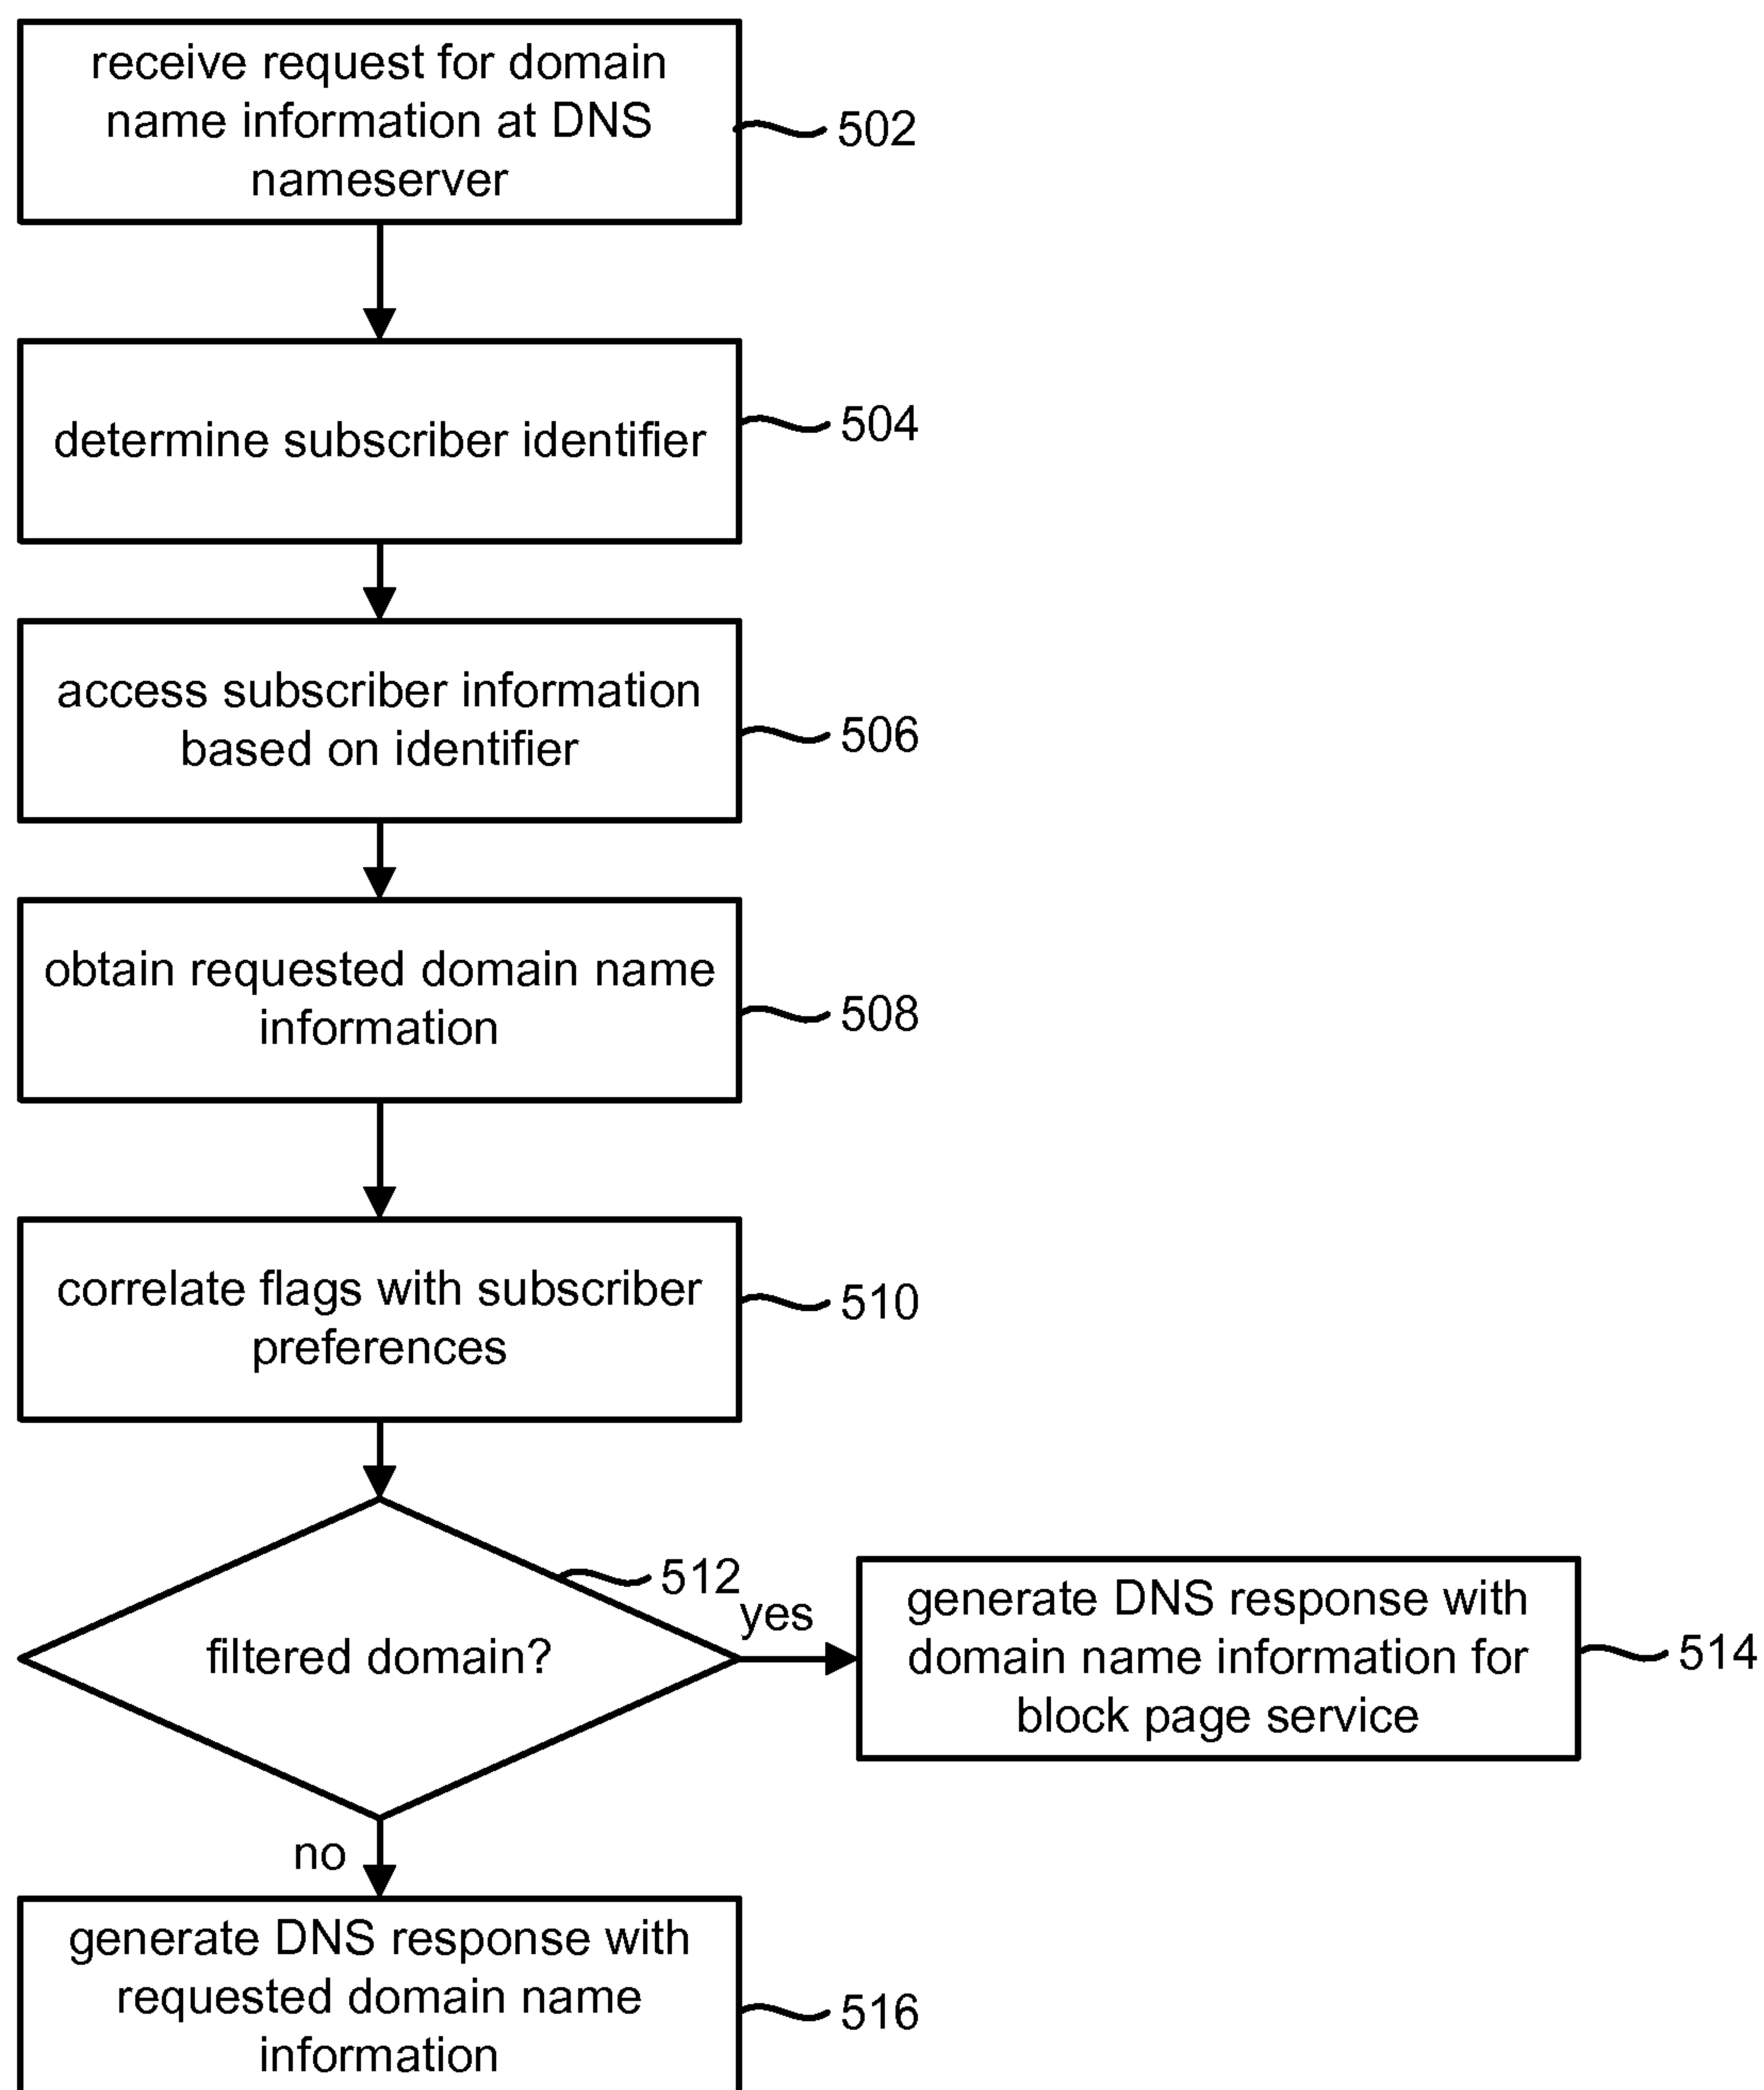 receive request for domain
name information at DNS
nameserver
502
determine subscriber identifier
504
access subscriber information
based on identifier
506
obtain requested domain name
information
508
correlate flags with subscriber
preferences
510
filtered domain?
512
yes
generate DNS response with
domain name information for
block page service
514
no
generate DNS response with
requested domain name
information
516